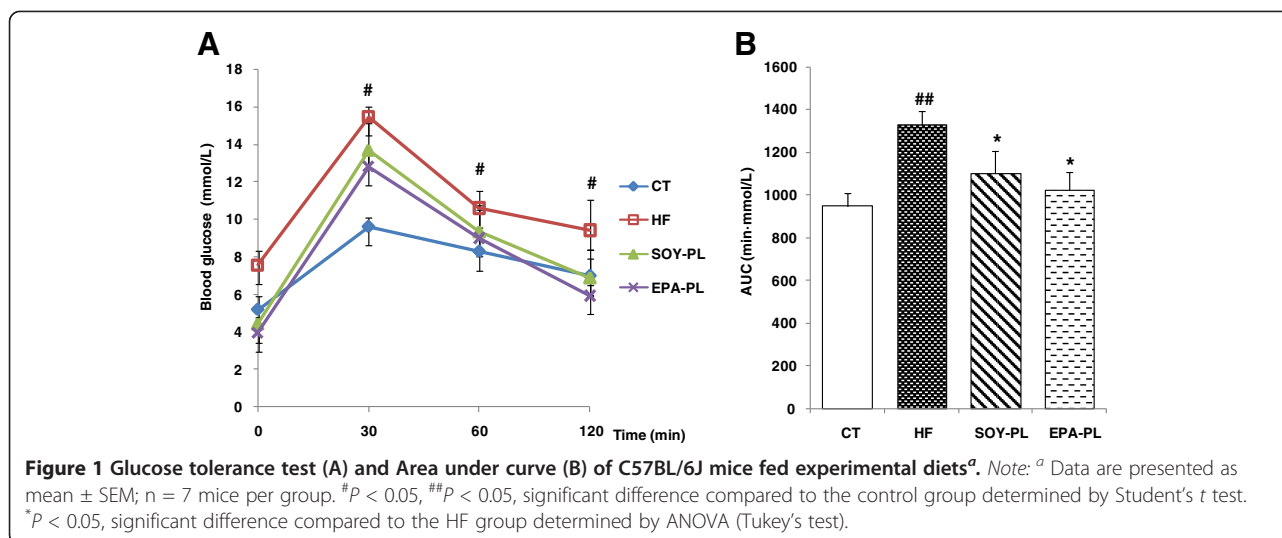 A
Blood glucose (mmol/L)
18
16
14
12
10
8
6
4
2
0
#
#
#
0 30 60 120 Time (min)
CT
HF
SOY-PL
EPA-PL
B
AUC (min·mmol/L)
1600
1400
1200
1000
800
600
400
200
0
##
*
*
CT HF SOY-PL EPA-PL
Figure 1 Glucose tolerance test (A) and Area under curve (B) of C57BL/6J mice fed experimental diets^a. Note: ^a Data are presented as
mean ± SEM; n = 7 mice per group. ^#P < 0.05, ^##P < 0.05, significant difference compared to the control group determined by Student's t test.
^*P < 0.05, significant difference compared to the HF group determined by ANOVA (Tukey's test).